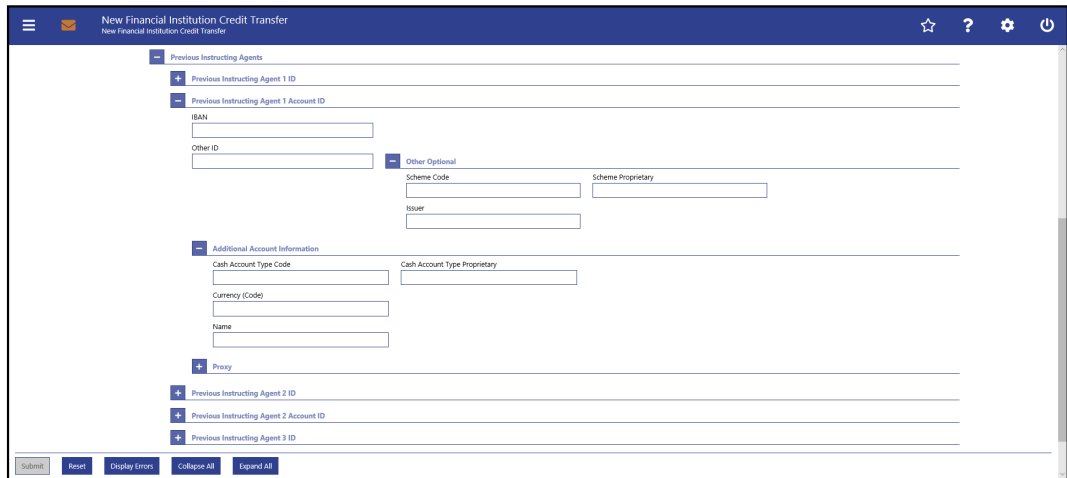 New Financial Institution Credit Transfer
New Financial Institution Credit Transfer
Previous Instructing Agents
Previous Instructing Agent 1 ID
Previous Instructing Agent 1 Account ID
IBAN
Other ID
Other Optional
Scheme Code Scheme Proprietary
Issuer
Additional Account Information
Cash Account Type Code Cash Account Type Proprietary
Currency (Code)
Name
Proxy
Previous Instructing Agent 2 ID
Previous Instructing Agent 2 Account ID
Previous Instructing Agent 3 ID
Submit Reset Display Errors Collapse All Expand All